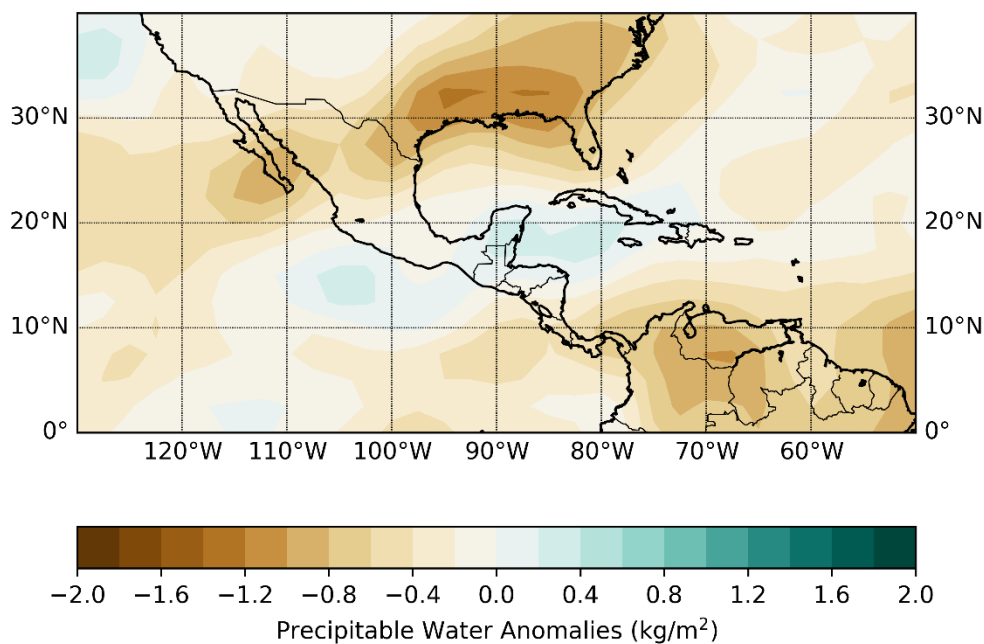 30°N 30°N
20°N 20°N
10°N 10°N
0° 0°
120°W 110°W 100°W 90°W 80°W 70°W 60°W
−2.0 −1.6 −1.2 −0.8 −0.4 0.0 0.4 0.8 1.2 1.6 2.0
Precipitable Water Anomalies (kg/m²)